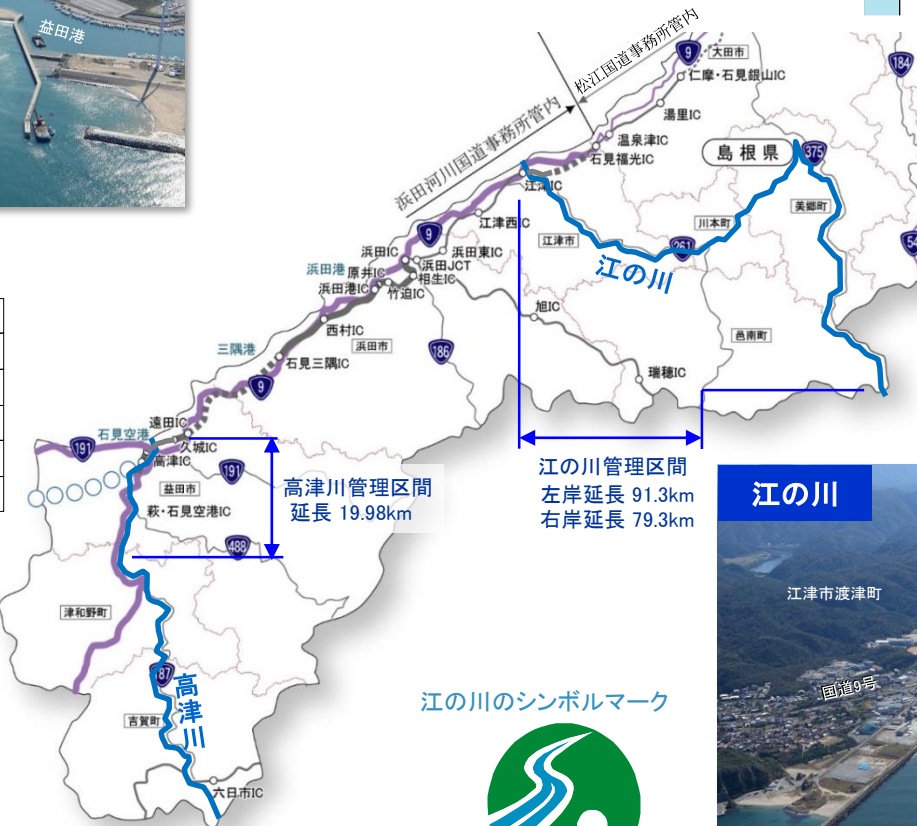 益田港
松江国道事務所管内
浜田河川国道事務所管内
9
大田市
184
仁摩・石見銀山IC
湯里IC
温泉津IC
石見福光IC
島根県
375
江津IC
美郷町
川本町
江津西IC
江津市
261
江の川
9
浜田IC
浜田東IC
浜田JCT
浜田港
原井IC
相生IC
浜田港IC
竹迫IC
旭IC
54
西村IC
浜田市
186
邑南町
三隅港
石見三隅IC
瑞穂IC
9
遠田IC
石見空港
久城IC
191
高津IC
191
益田市
萩・石見空港IC
488
高津川管理区間
延長 19.98km
江の川管理区間
左岸延長 91.3km
右岸延長 79.3km
津和野町
187
高津川
吉賀町
六日市IC
江の川のシンボルマーク
江の川
江津市渡津町
国道9号